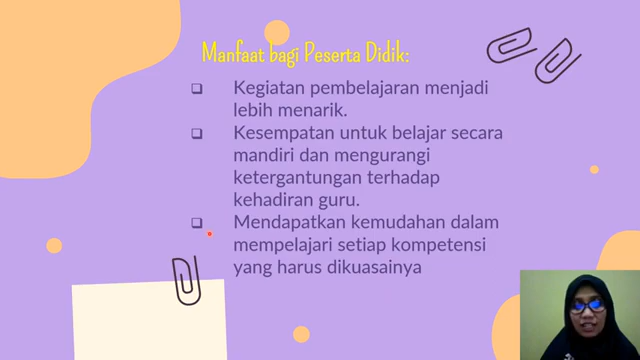 Manfaat bagi Peserta Didik:
❑ Kegiatan pembelajaran menjadi
lebih menarik.
❑ Kesempatan untuk belajar secara
mandiri dan mengurangi
ketergantungan terhadap
kehadiran guru.
❑ Mendapatkan kemudahan dalam
mempelajari setiap kompetensi
yang harus dikuasainya